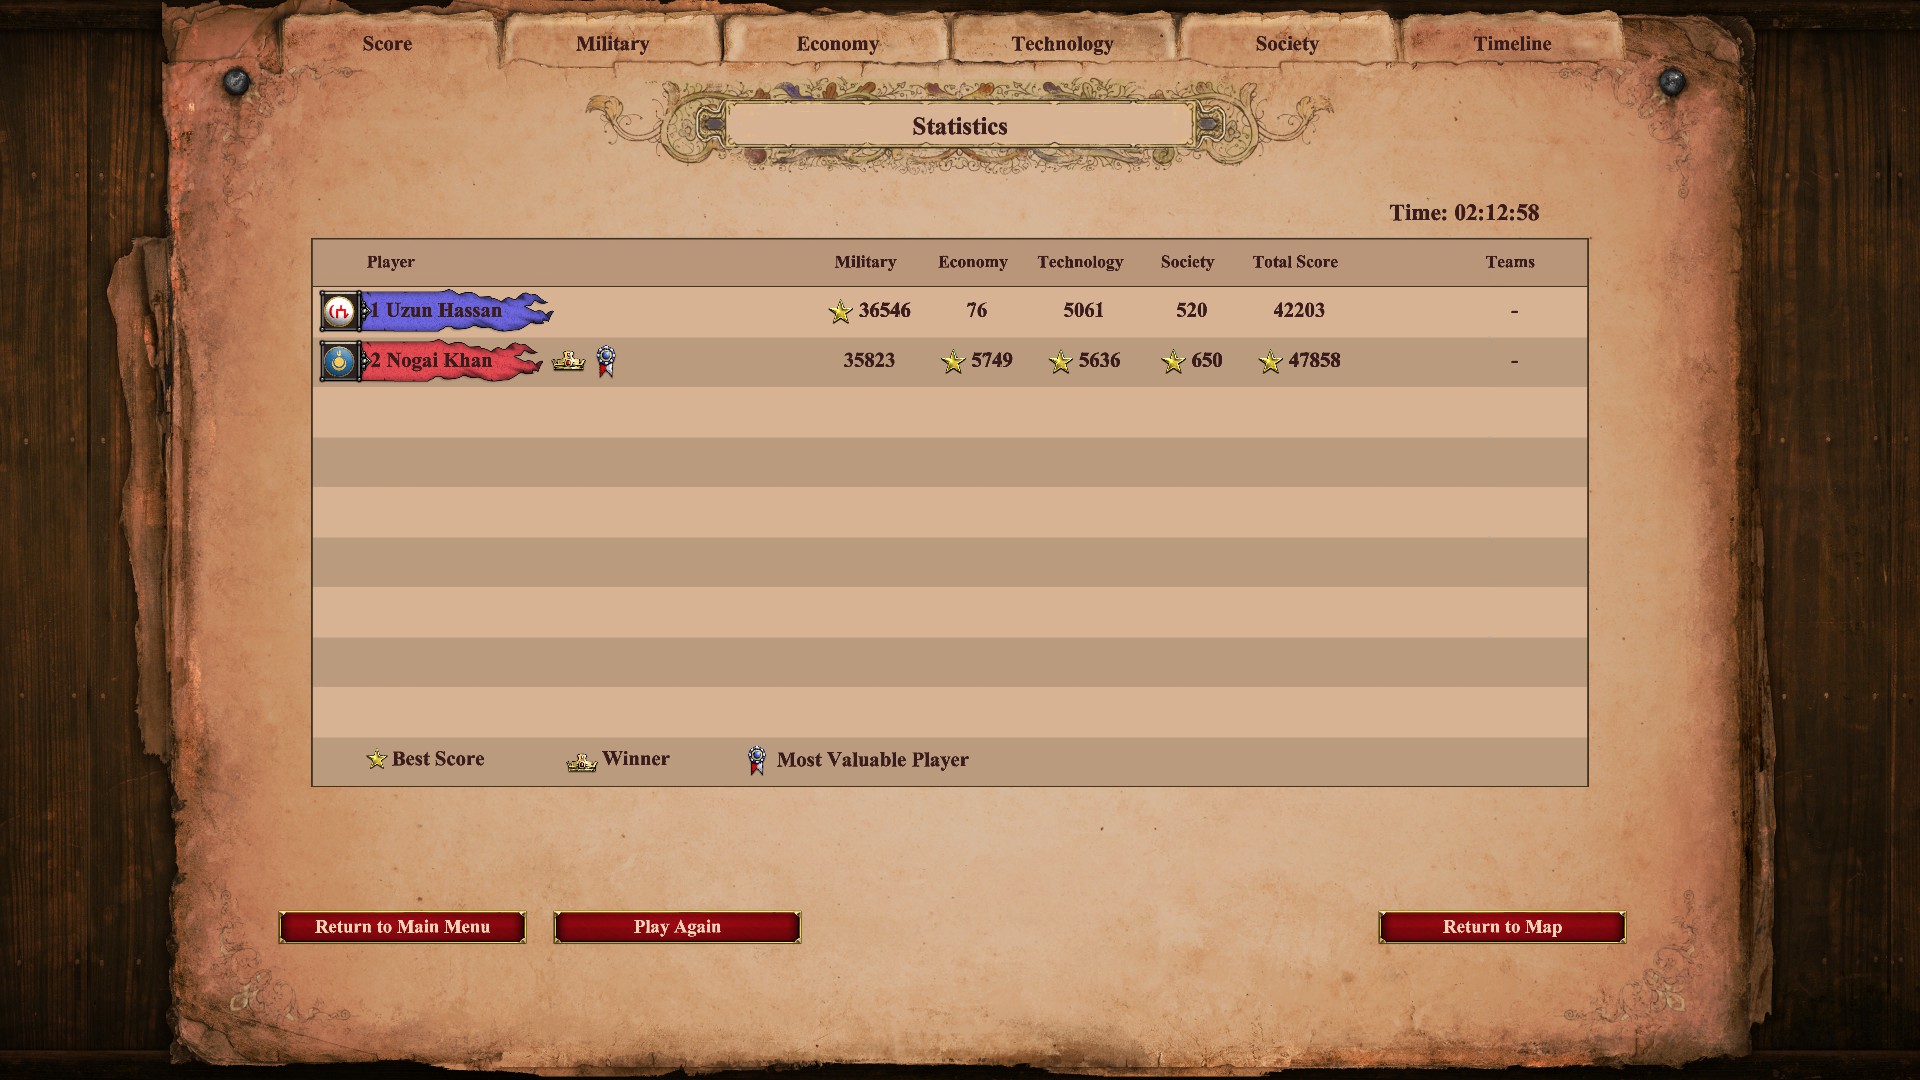 Score Military Economy Technology Society Timeline
Statistics
Time: 02:12:58
Player Military Economy Technology Society Total Score Teams
1 Uzun Hassan 36546 76 5061 520 42203 -
2 Nogai Khan 35823 5749 5636 650 47858 -
Best Score Winner Most Valuable Player
Return to Main Menu Play Again Return to Map